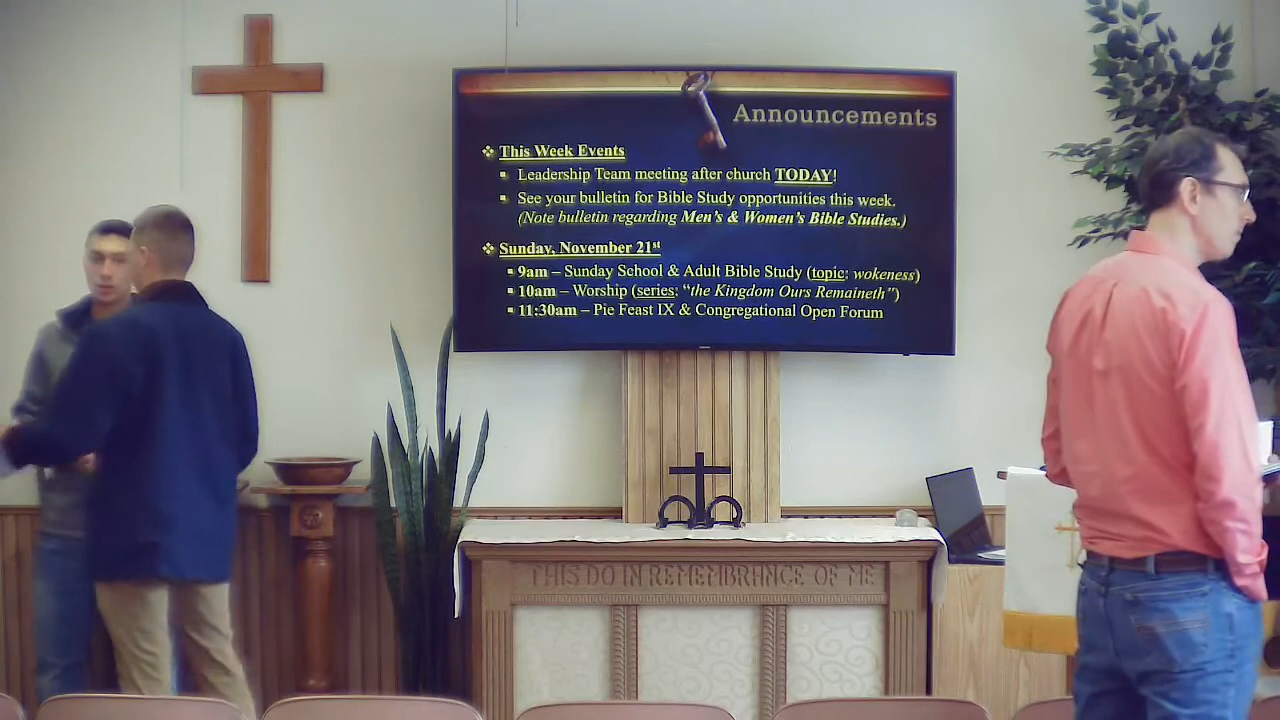 Announcements
❖ This Week Events
▪ Leadership Team meeting after church TODAY!
▪ See your bulletin for Bible Study opportunities this week.
(Note bulletin regarding Men's & Women's Bible Studies.)
❖ Sunday, November 21st
▪ 9am – Sunday School & Adult Bible Study (topic: wokeness)
▪ 10am – Worship (series: "the Kingdom Ours Remaineth")
▪ 11:30am – Pie Feast IX & Congregational Open Forum
THIS DO IN REMEMBRANCE OF ME